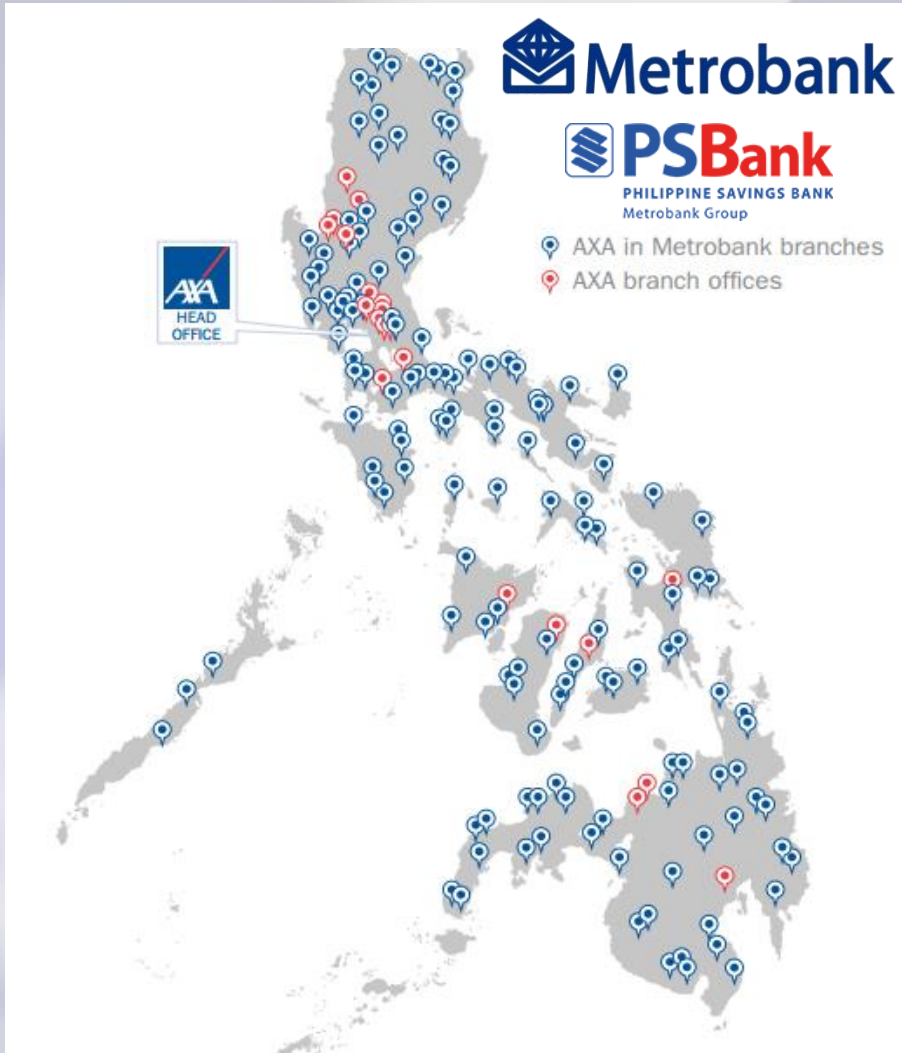 Metrobank
PSBank
PHILIPPINE SAVINGS BANK
Metrobank Group
AXA in Metrobank branches
AXA branch offices
AXA
HEAD
OFFICE